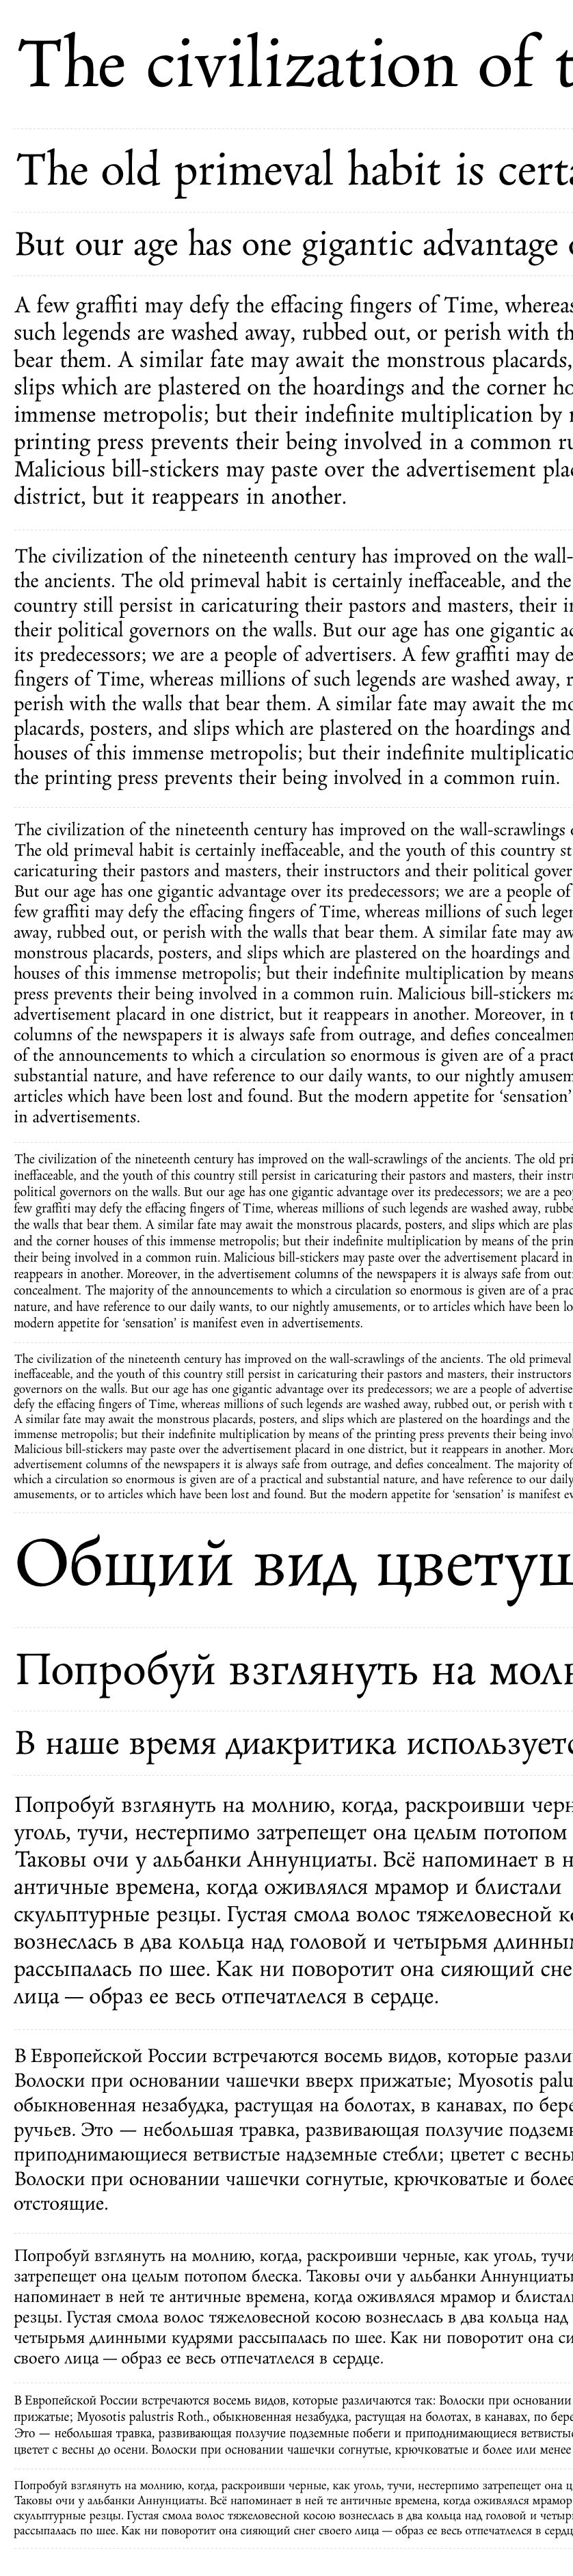 The civilization of t
The old primeval habit is certa
But our age has one gigantic advantage o
A few graffiti may defy the effacing fingers of Time, whereas
such legends are washed away, rubbed out, or perish with th
bear them. A similar fate may await the monstrous placards,
slips which are plastered on the hoardings and the corner ho
immense metropolis; but their indefinite multiplication by m
printing press prevents their being involved in a common ru
Malicious bill-stickers may paste over the advertisement plac
district, but it reappears in another.
The civilization of the nineteenth century has improved on the wall-
the ancients. The old primeval habit is certainly ineffaceable, and the
country still persist in caricaturing their pastors and masters, their in
their political governors on the walls. But our age has one gigantic ad
its predecessors; we are a people of advertisers. A few graffiti may de
fingers of Time, whereas millions of such legends are washed away, r
perish with the walls that bear them. A similar fate may await the mo
placards, posters, and slips which are plastered on the hoardings and
houses of this immense metropolis; but their indefinite multiplicatio
the printing press prevents their being involved in a common ruin.
The civilization of the nineteenth century has improved on the wall-scrawlings o
The old primeval habit is certainly ineffaceable, and the youth of this country st
caricaturing their pastors and masters, their instructors and their political gover
But our age has one gigantic advantage over its predecessors; we are a people of
few graffiti may defy the effacing fingers of Time, whereas millions of such leger
away, rubbed out, or perish with the walls that bear them. A similar fate may aw
monstrous placards, posters, and slips which are plastered on the hoardings and
houses of this immense metropolis; but their indefinite multiplication by means
press prevents their being involved in a common ruin. Malicious bill-stickers ma
advertisement placard in one district, but it reappears in another. Moreover, in t
columns of the newspapers it is always safe from outrage, and defies concealmen
of the announcements to which a circulation so enormous is given are of a pract
substantial nature, and have reference to our daily wants, to our nightly amusem
articles which have been lost and found. But the modern appetite for ‘sensation’
in advertisements.
The civilization of the nineteenth century has improved on the wall-scrawlings of the ancients. The old pri
ineffaceable, and the youth of this country still persist in caricaturing their pastors and masters, their instru
political governors on the walls. But our age has one gigantic advantage over its predecessors; we are a peop
few graffiti may defy the effacing fingers of Time, whereas millions of such legends are washed away, rubbe
the walls that bear them. A similar fate may await the monstrous placards, posters, and slips which are plas
and the corner houses of this immense metropolis; but their indefinite multiplication by means of the prin
their being involved in a common ruin. Malicious bill-stickers may paste over the advertisement placard in
reappears in another. Moreover, in the advertisement columns of the newspapers it is always safe from out
concealment. The majority of the announcements to which a circulation so enormous is given are of a prac
nature, and have reference to our daily wants, to our nightly amusements, or to articles which have been lo
modern appetite for ‘sensation’ is manifest even in advertisements.
The civilization of the nineteenth century has improved on the wall-scrawlings of the ancients. The old primeval
ineffaceable, and the youth of this country still persist in caricaturing their pastors and masters, their instructors
governors on the walls. But our age has one gigantic advantage over its predecessors; we are a people of advertise
defy the effacing fingers of Time, whereas millions of such legends are washed away, rubbed out, or perish with t
A similar fate may await the monstrous placards, posters, and slips which are plastered on the hoardings and the
immense metropolis; but their indefinite multiplication by means of the printing press prevents their being invol
Malicious bill-stickers may paste over the advertisement placard in one district, but it reappears in another. More
advertisement columns of the newspapers it is always safe from outrage, and defies concealment. The majority of
which a circulation so enormous is given are of a practical and substantial nature, and have reference to our daily
amusements, or to articles which have been lost and found. But the modern appetite for ‘sensation’ is manifest ev
Общий вид цветущ
Попробуй взглянуть на молн
В наше время диакритика используетс
Попробуй взглянуть на молнию, когда, раскроивши черн
уголь, тучи, нестерпимо затрепещет она целым потопом
Таковы очи у альбанки Аннунциаты. Всё напоминает в н
античные времена, когда оживлялся мрамор и блистали
скульптурные резцы. Густая смола волос тяжеловесной ко
вознеслась в два кольца над головой и четырьмя длинным
рассыпалась по шее. Как ни поворотит она сияющий сне
лица — образ ее весь отпечатлелся в сердце.
В Европейской России встречаются восемь видов, которые разли
Волоски при основании чашечки вверх прижатые; Myosotis palu
обыкновенная незабудка, растущая на болотах, в канавах, по бере
ручьев. Это — небольшая травка, развивающая ползучие подземн
приподнимающиеся ветвистые надземные стебли; цветет с весны
Волоски при основании чашечки согнутые, крючковатые и более
отстоящие.
Попробуй взглянуть на молнию, когда, раскроивши черные, как уголь, тучи
затрепещет она целым потопом блеска. Таковы очи у альбанки Аннунциаты
напоминает в ней те античные времена, когда оживлялся мрамор и блистал
резцы. Густая смола волос тяжеловесной косою вознеслась в два кольца над
четырьмя длинными кудрями рассыпалась по шее. Как ни поворотит она си
своего лица — образ ее весь отпечатлелся в сердце.
В Европейской России встречаются восемь видов, которые различаются так: Волоски при основании
прижатые; Myosotis palustris Roth., обыкновенная незабудка, растущая на болотах, в канавах, по бере
Это — небольшая травка, развивающая ползучие подземные побеги и приподнимающиеся ветвистые
цветет с весны до осени. Волоски при основании чашечки согнутые, крючковатые и более или менее
Попробуй взглянуть на молнию, когда, раскроивши черные, как уголь, тучи, нестерпимо затрепещет она ц
Таковы очи у альбанки Аннунциаты. Всё напоминает в ней те античные времена, когда оживлялся мрамор
скульптурные резцы. Густая смола волос тяжеловесной косою вознеслась в два кольца над головой и четыр
рассыпалась по шее. Как ни поворотит она сияющий снег своего лица — образ ее весь отпечатлелся в сердц